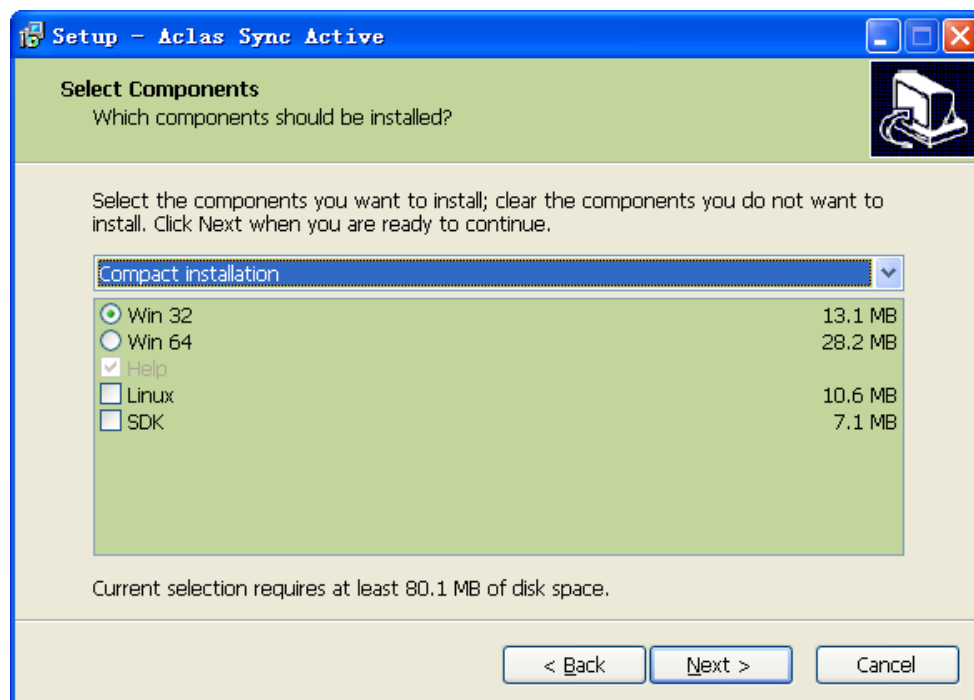 Setup - Aclas Sync Active
Select Components
Which components should be installed?
Select the components you want to install; clear the components you do not want to
install. Click Next when you are ready to continue.
Compact installation
Win 32 13.1 MB
Win 64 28.2 MB
Help
Linux 10.6 MB
SDK 7.1 MB
Current selection requires at least 80.1 MB of disk space.
< Back Next > Cancel